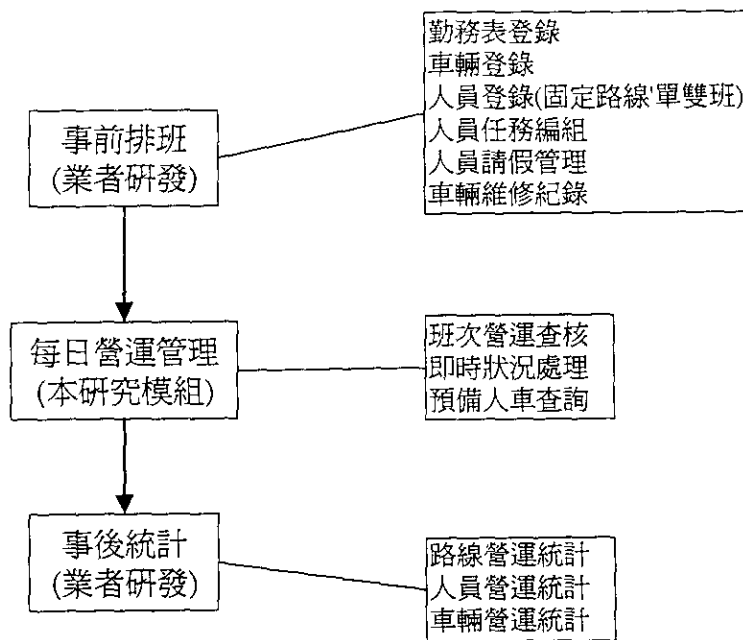 事前排班
(業者研發)
勤務表登錄
車輛登錄
人員登錄(固定路線'單雙班)
人員任務編組
人員請假管理
車輛維修紀錄
每日營運管理
(本研究模組)
班次營運查核
即時狀況處理
預備人車查詢
事後統計
(業者研發)
路線營運統計
人員營運統計
車輛營運統計